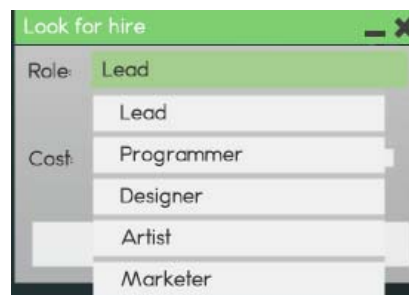 Look for hire
Role: Lead
Lead
Cost: Programmer
Designer
Artist
Marketer